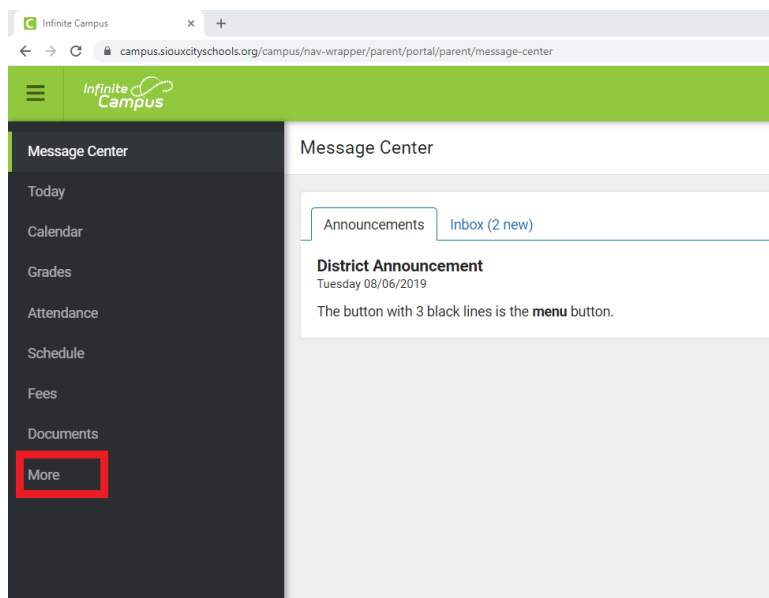 Infinite Campus
campus.siouxcityschools.org/campus/nav-wrapper/parent/portal/parent/message-center
Infinite
Campus
Message Center
Today
Calendar
Grades
Attendance
Schedule
Fees
Documents
More
Message Center
Announcements Inbox (2 new)
District Announcement
Tuesday 08/06/2019
The button with 3 black lines is the menu button.